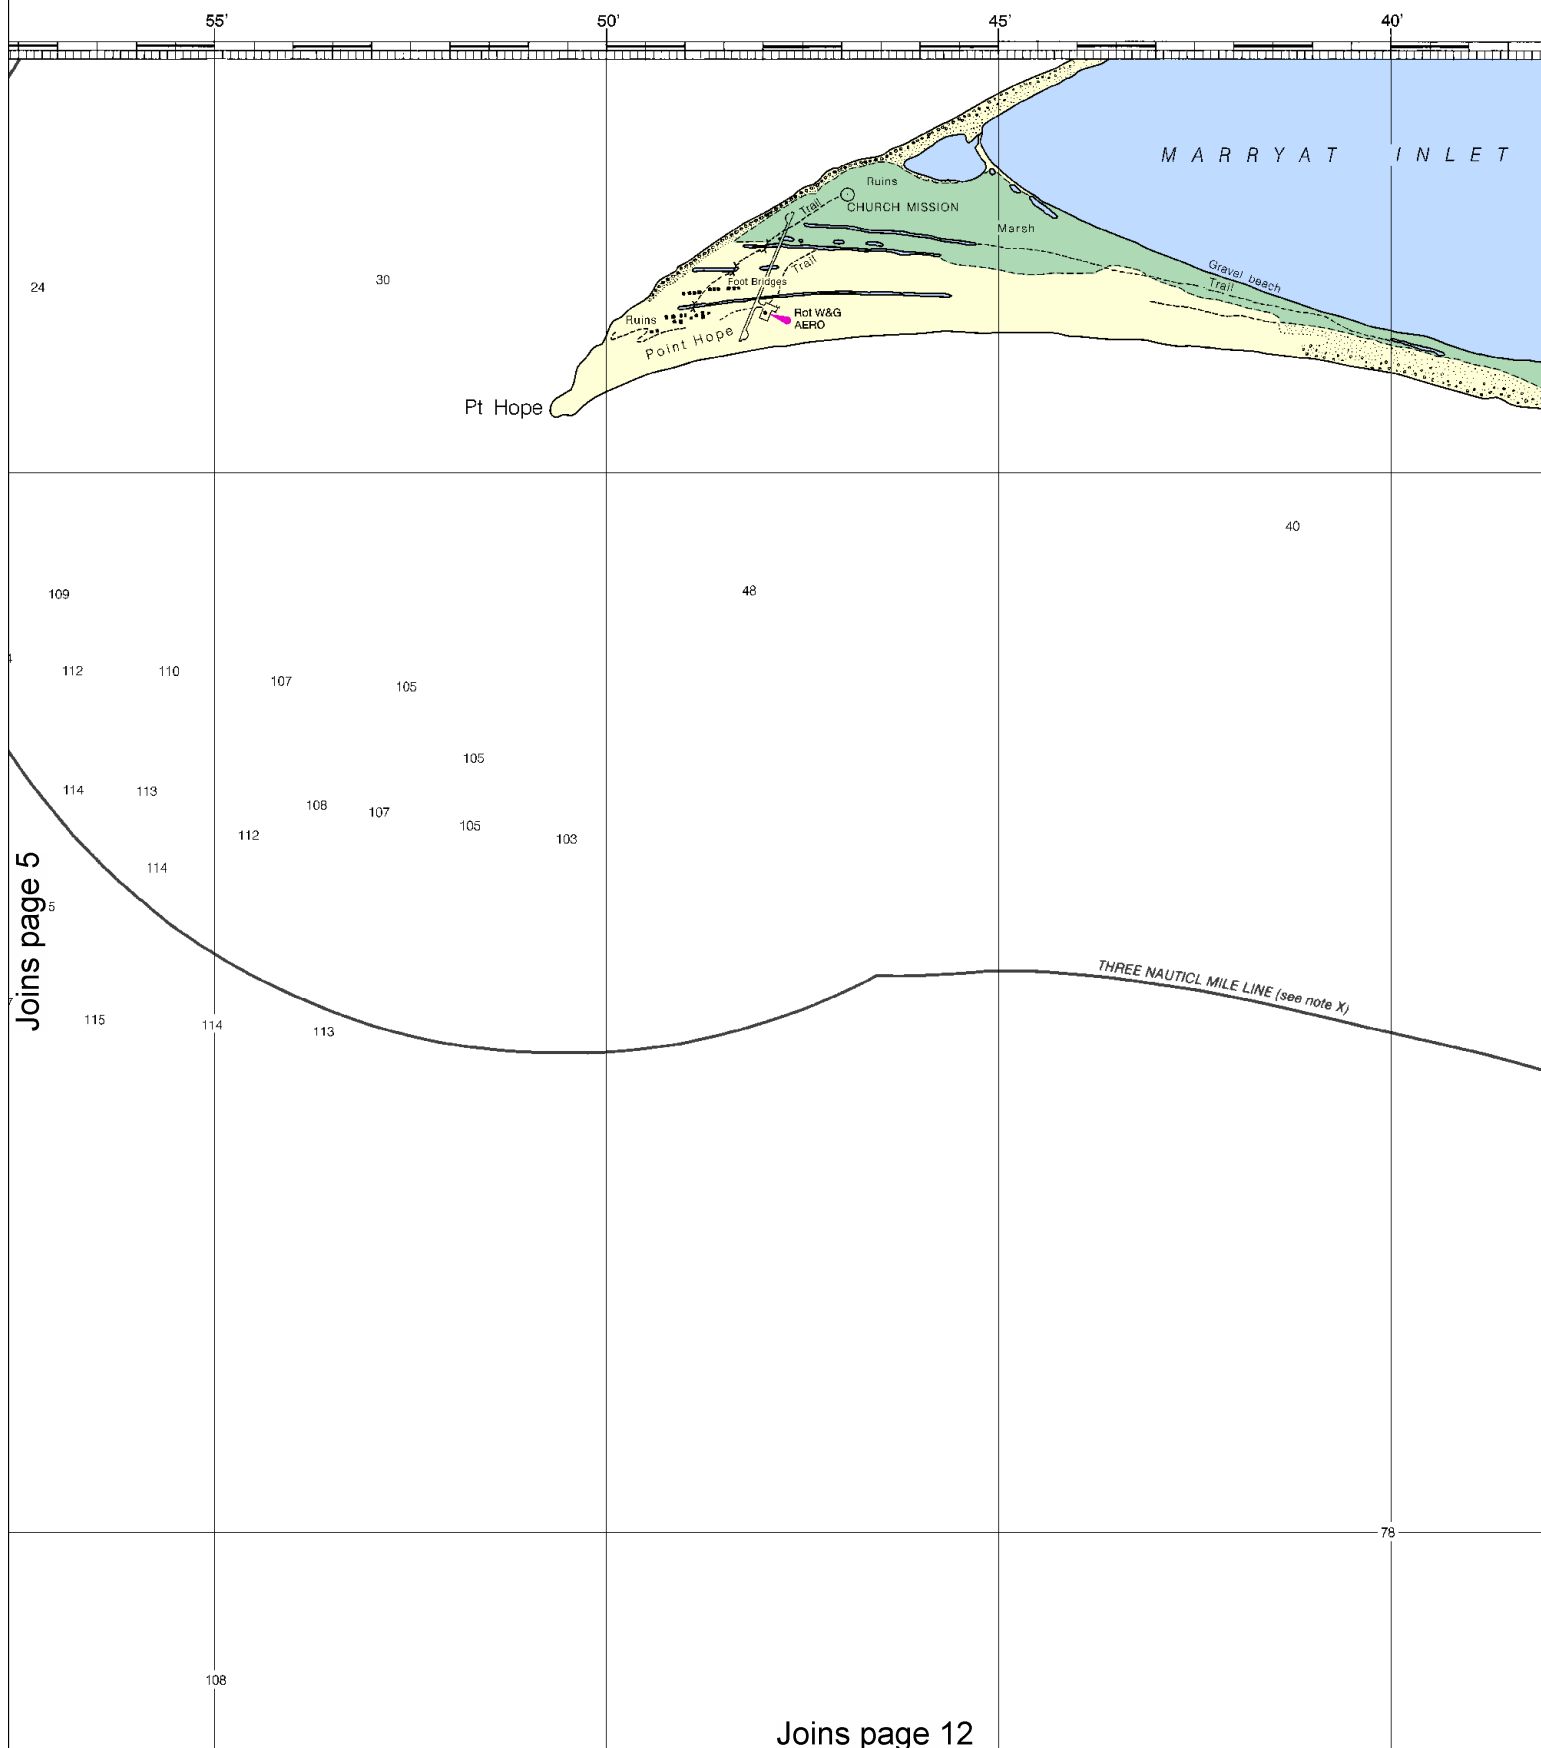 55' 50' 45' 40'
MARRYAT INLET
Ruins
CHURCH MISSION
Trail
Marsh
Trail
Gravel beach
Trail
24
30
Foot Bridges
Rot W&G
AERO
Ruins
Point Hope
Pt Hope
40
48
109
112
110
107
105
105
114
113
108
107
112
105
103
114
Joins page 5
5
THREE NAUTICL MILE LINE (see note X)
115
114
113
78
108
Joins page 12